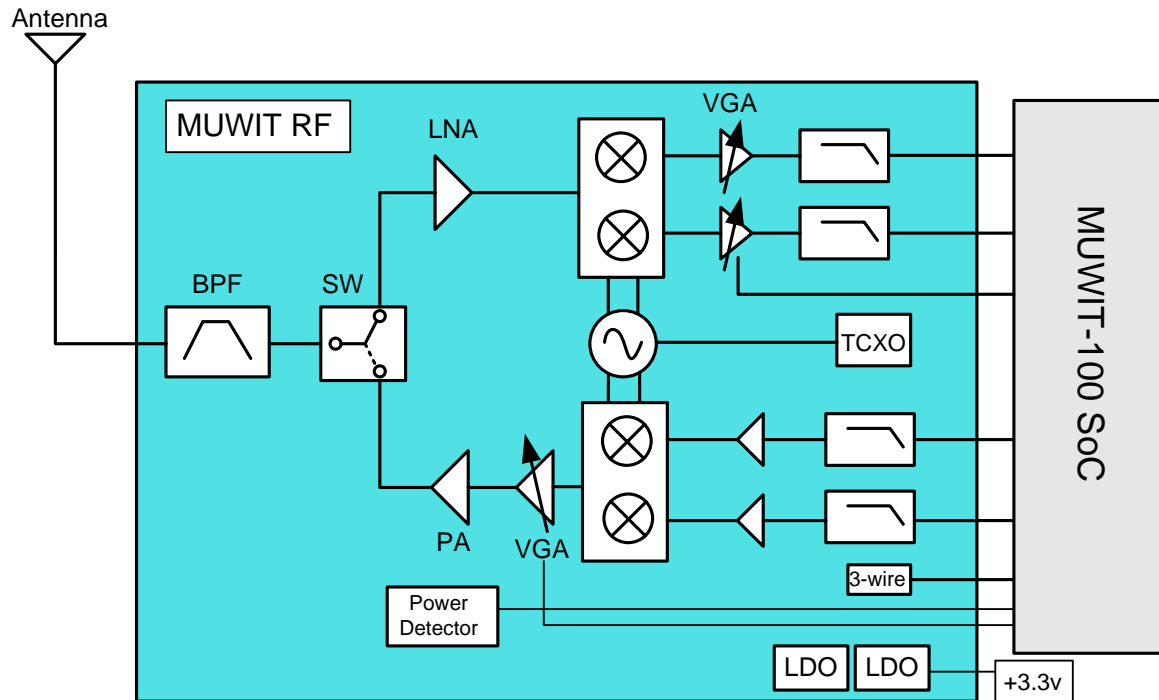 Antenna
MUWIT RF
LNA
VGA
BPF
SW
TCXO
MUWIT-100 SoC
PA
VGA
3-wire
Power
Detector
LDO
LDO
+3.3v